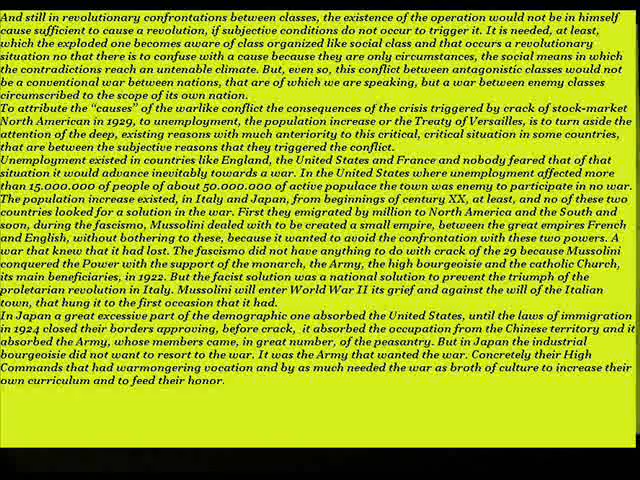 And still in revolutionary confrontations between classes, the existence of the operation would not be in himself
cause sufficient to cause a revolution, if subjective conditions do not occur to trigger it. It is needed, at least,
which the exploded one becomes aware of class organized like social class and that occurs a revolutionary
situation no that there is to confuse with a cause because they are only circumstances, the social means in which
the contradictions reach an untenable climate. But, even so, this conflict between antagonistic classes would not
be a conventional war between nations, that are of which we are speaking, but a war between enemy classes
circumscribed to the scope of its own nation.
To attribute the “causes” of the warlike conflict the consequences of the crisis triggered by crack of stock-market
North American in 1929, to unemployment, the population increase or the Treaty of Versailles, is to turn aside the
attention of the deep, existing reasons with much anteriority to this critical, critical situation in some countries,
that are between the subjective reasons that they triggered the conflict.
Unemployment existed in countries like England, the United States and France and nobody feared that of that
situation it would advance inevitably towards a war. In the United States where unemployment affected more
than 15.000.000 of people of about 50.000.000 of active populace the town was enemy to participate in no war.
The population increase existed, in Italy and Japan, from beginnings of century XX, at least, and no of these two
countries looked for a solution in the war. First they emigrated by million to North America and the South and
soon, during the fascismo, Mussolini dealed with to be created a small empire, between the great empires French
and English, without bothering to these, because it wanted to avoid the confrontation with these two powers. A
war that knew that it had lost. The fascismo did not have anything to do with crack of the 29 because Mussolini
conquered the Power with the support of the monarch, the Army, the high bourgeoisie and the catholic Church,
its main beneficiaries, in 1922. But the facist solution was a national solution to prevent the triumph of the
proletarian revolution in Italy. Mussolini will enter World War II its grief and against the will of the Italian
town, that hung it to the first occasion that it had.
In Japan a great excessive part of the demographic one absorbed the United States, until the laws of immigration
in 1924 closed their borders approving, before crack, it absorbed the occupation from the Chinese territory and it
absorbed the Army, whose members came, in great number, of the peasantry. But in Japan the industrial
bourgeoisie did not want to resort to the war. It was the Army that wanted the war. Concretely their High
Commands that had warmongering vocation and by as much needed the war as broth of culture to increase their
own curriculum and to feed their honor.